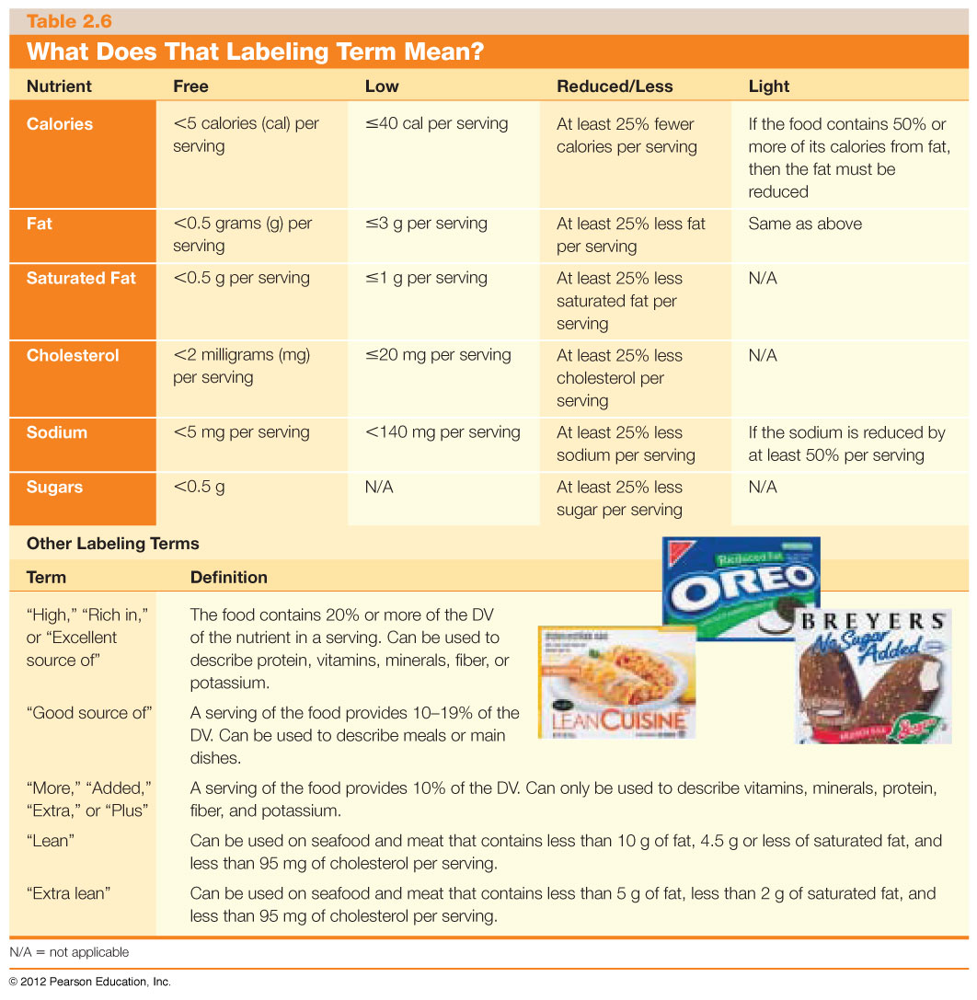 Table 2.6
What Does That Labeling Term Mean?
Nutrient Free Low Reduced/Less Light
Calories
<5 calories (cal) per
serving
≤40 cal per serving
At least 25% fewer
calories per serving
If the food contains 50% or
more of its calories from fat,
then the fat must be
reduced
Fat
<0.5 grams (g) per
serving
≤3 g per serving
At least 25% less fat
per serving
Same as above
Saturated Fat
<0.5 g per serving
≤1 g per serving
At least 25% less
saturated fat per
serving
N/A
Cholesterol
<2 milligrams (mg)
per serving
≤20 mg per serving
At least 25% less
cholesterol per
serving
N/A
Sodium
<5 mg per serving
<140 mg per serving
At least 25% less
sodium per serving
If the sodium is reduced by
at least 50% per serving
Sugars
<0.5 g
N/A
At least 25% less
sugar per serving
N/A
Other Labeling Terms
Term Definition
“High,” “Rich in,”
or “Excellent
source of”
The food contains 20% or more of the DV
of the nutrient in a serving. Can be used to
describe protein, vitamins, minerals, fiber, or
potassium.
“Good source of”
A serving of the food provides 10–19% of the
DV. Can be used to describe meals or main
dishes.
“More,” “Added,”
“Extra,” or “Plus”
A serving of the food provides 10% of the DV. Can only be used to describe vitamins, minerals, protein,
fiber, and potassium.
“Lean”
Can be used on seafood and meat that contains less than 10 g of fat, 4.5 g or less of saturated fat, and
less than 95 mg of cholesterol per serving.
“Extra lean”
Can be used on seafood and meat that contains less than 5 g of fat, less than 2 g of saturated fat, and
less than 95 mg of cholesterol per serving.
Reduced Fat
OREO
LEAN CUISINE
BREYERS
No Sugar
Added
Breyers
N/A = not applicable
© 2012 Pearson Education, Inc.